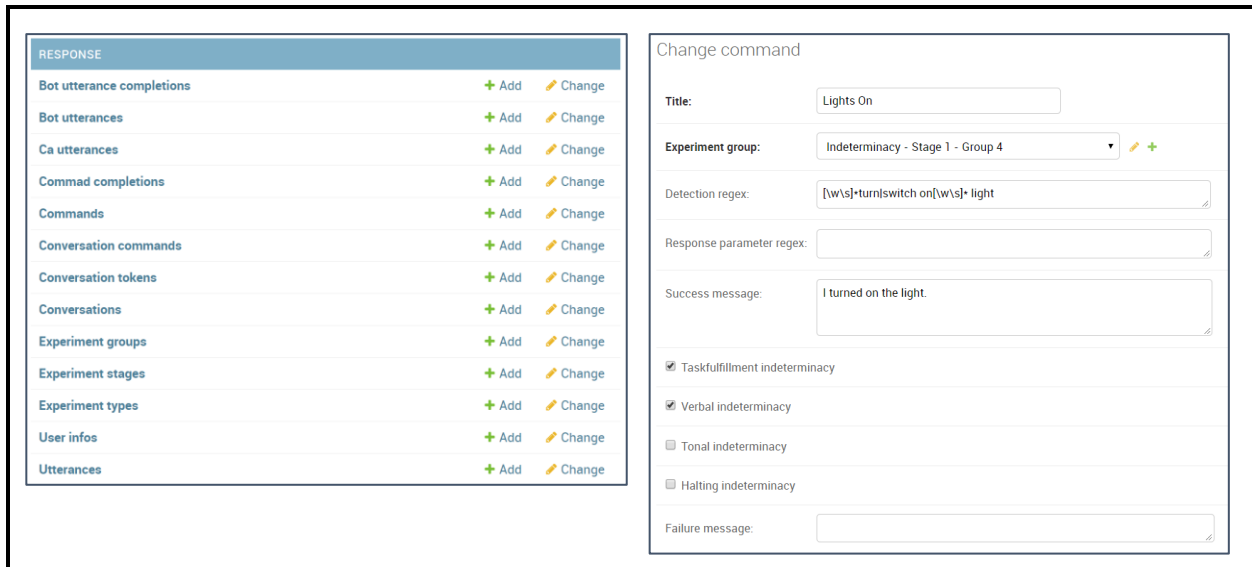 RESPONSE
Bot utterance completions + Add Change
Bot utterances + Add Change
Ca utterances + Add Change
Commad completions + Add Change
Commands + Add Change
Conversation commands + Add Change
Conversation tokens + Add Change
Conversations + Add Change
Experiment groups + Add Change
Experiment stages + Add Change
Experiment types + Add Change
User infos + Add Change
Utterances + Add Change
Change command
Title: Lights On
Experiment group: Indeterminacy - Stage 1 - Group 4
Detection regex: [\w\s]*turn|switch on[\w\s]* light
Response parameter regex:
Success message: I turned on the light.
Taskfulfillment indeterminacy
Verbal indeterminacy
Tonal indeterminacy
Halting indeterminacy
Failure message: